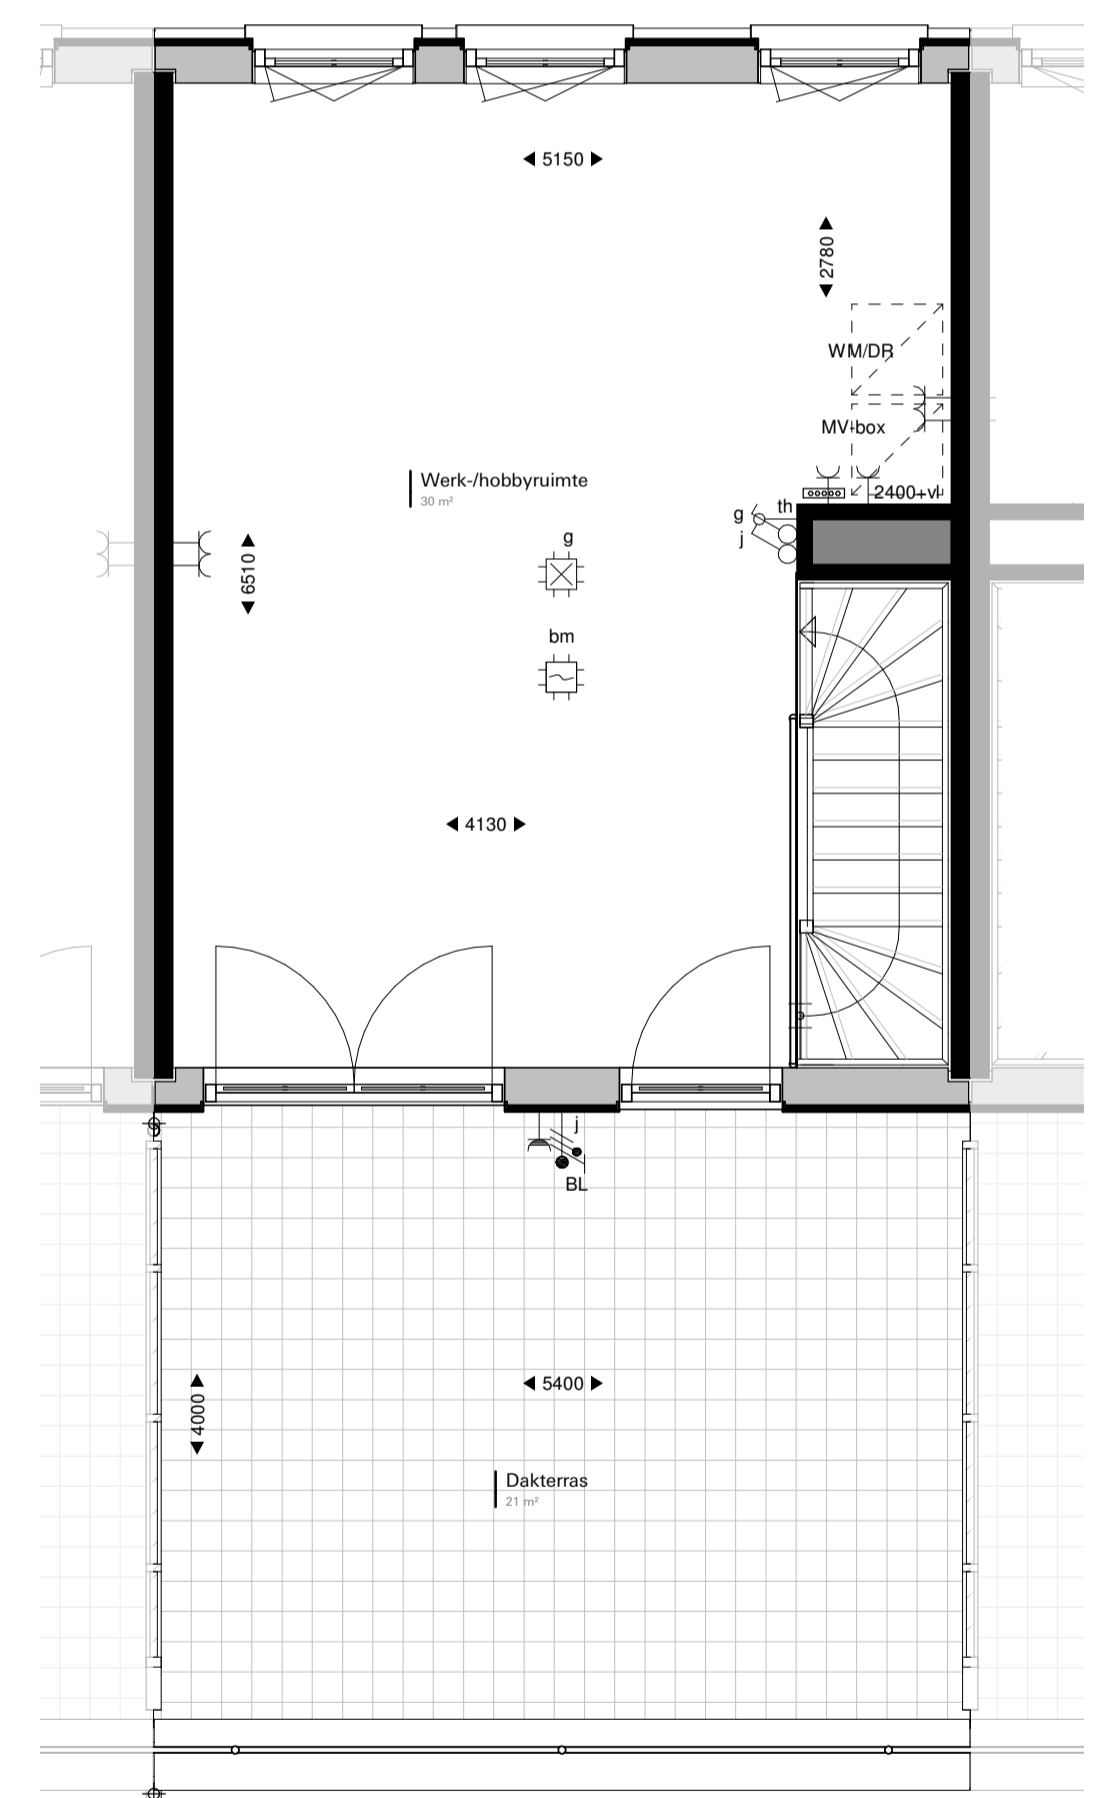 5150
2780
WM/DR
MV-box
2400+vl
Werk-/hobbyruimte
30 m²
g
th
j
g
6510
bm
4130
j
BL
5400
4000
Dakterras
21 m²